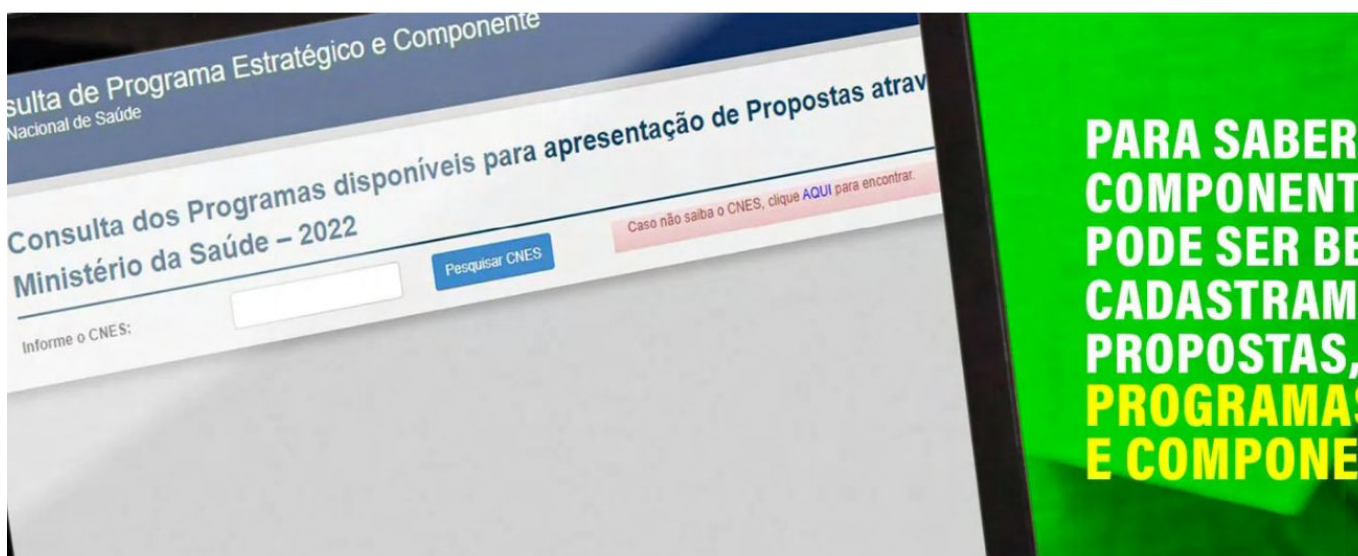 sulta de Programa Estratégico e Componente
Nacional de Saúde
Consulta dos Programas disponíveis para apresentação de Propostas atrav
Ministério da Saúde – 2022
Informe o CNES:
Pesquisar CNES
Caso não saiba o CNES, clique AQUI para encontrar.
PARA SABER
COMPONENT
PODE SER BE
CADASTRAM
PROPOSTAS,
PROGRAMAS
E COMPONE